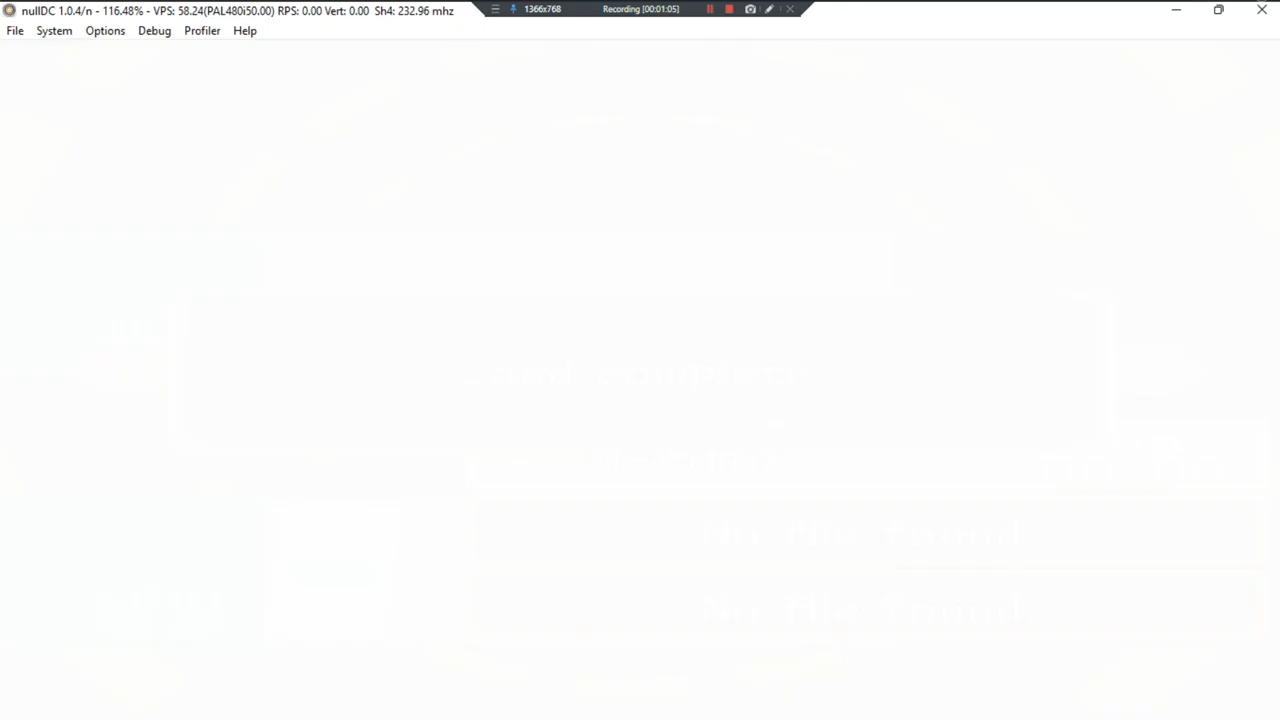 nullDC 1.0.4/n - 116.48% - VPS: 58.24(PAL480i50.00) RPS: 0.00 Vert: 0.00 Sh4: 232.96 mhz
1366x768
Recording [00:01:05]
File System Options Debug Profiler Help
No file found.
No file found.